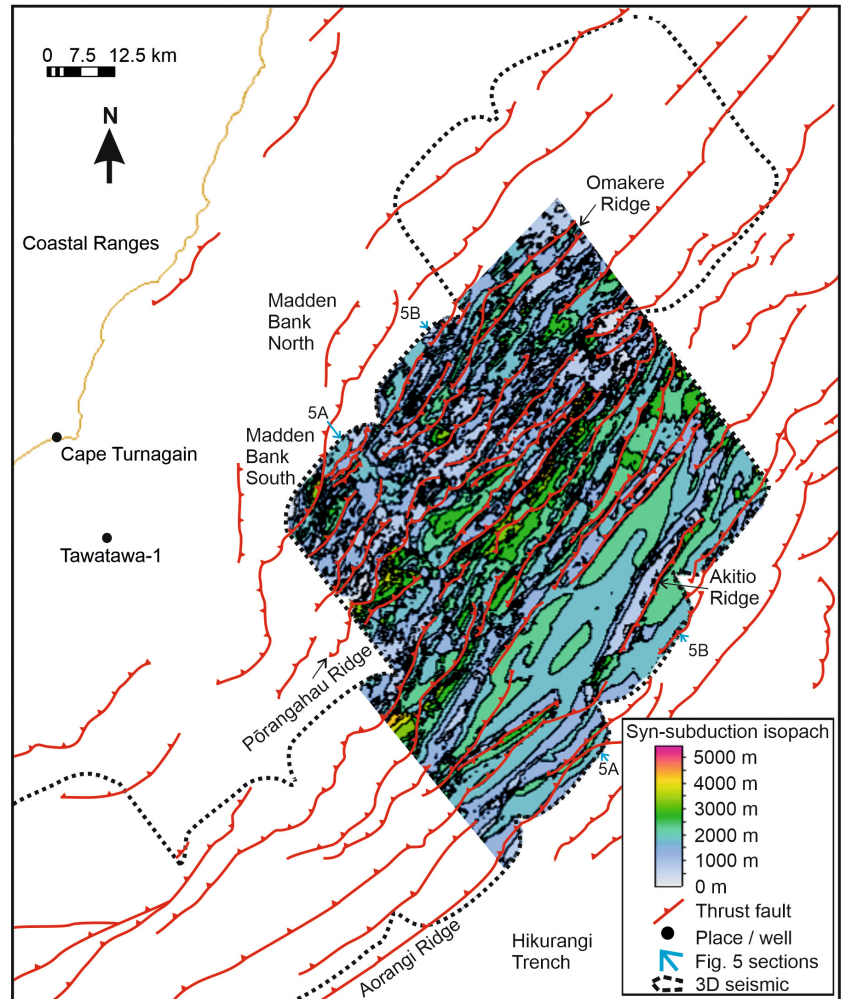 0 7.5 12.5 km
N
Omakere
Ridge
Coastal Ranges
Madden
Bank
North
5B
5A
Madden
Bank
South
Cape Turnagain
Tawatawa-1
Akitio
Ridge
5B
Pōrangahau Ridge
5A
Aorangi Ridge
Hikurangi
Trench
Syn-subduction isopach
5000 m
4000 m
3000 m
2000 m
1000 m
0 m
Thrust fault
Place / well
Fig. 5 sections
3D seismic